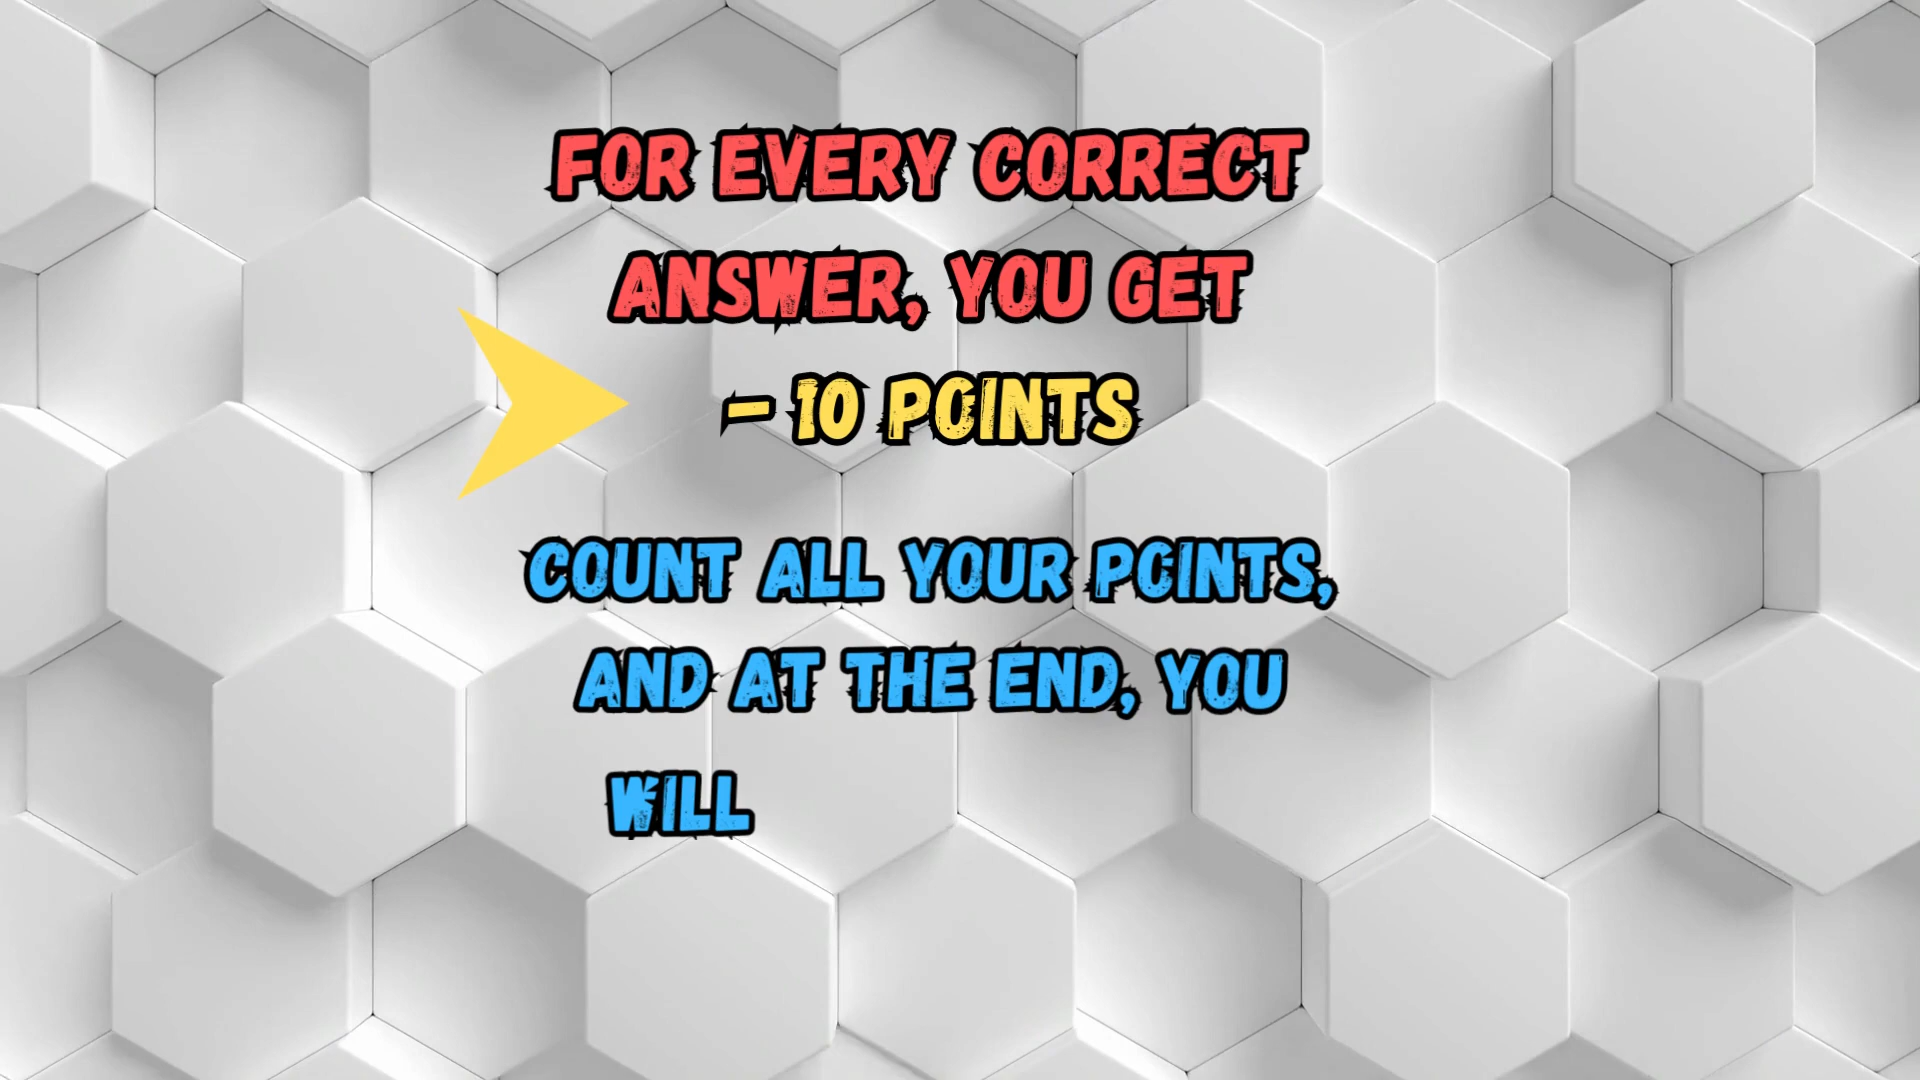 FOR EVERY CORRECT
ANSWER, YOU GET
- 10 POINTS
COUNT ALL YOUR POINTS,
AND AT THE END, YOU
WILL